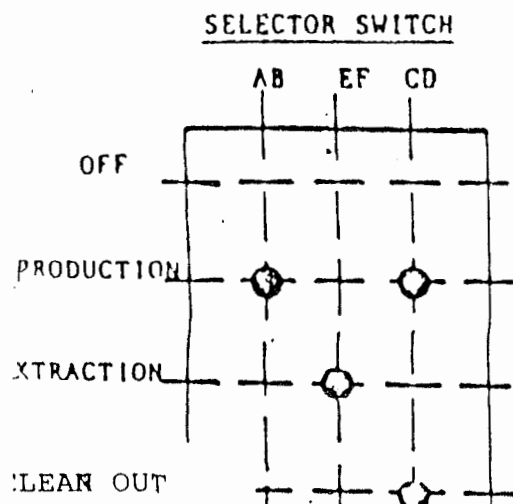 SELECTOR SWITCH
AB EF CD
OFF
PRODUCTION
XTRACTION
LEAN OUT